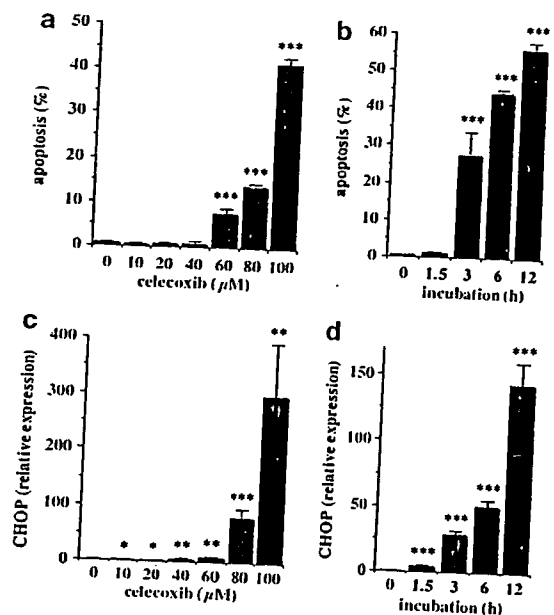 a
50
40
30
20
10
0
apoptosis (%)
*** *** ***
0 10 20 40 60 80 100
celecoxib (µM)
b
60
50
40
30
20
10
0
apoptosis (%)
*** *** ***
0 1.5 3 6 12
incubation (h)
c
400
300
200
100
0
CHOP (relative expression)
* * ** ** *** **
0 10 20 40 60 80 100
celecoxib (µM)
d
150
100
50
0
CHOP (relative expression)
*** *** *** ***
0 1.5 3 6 12
incubation (h)